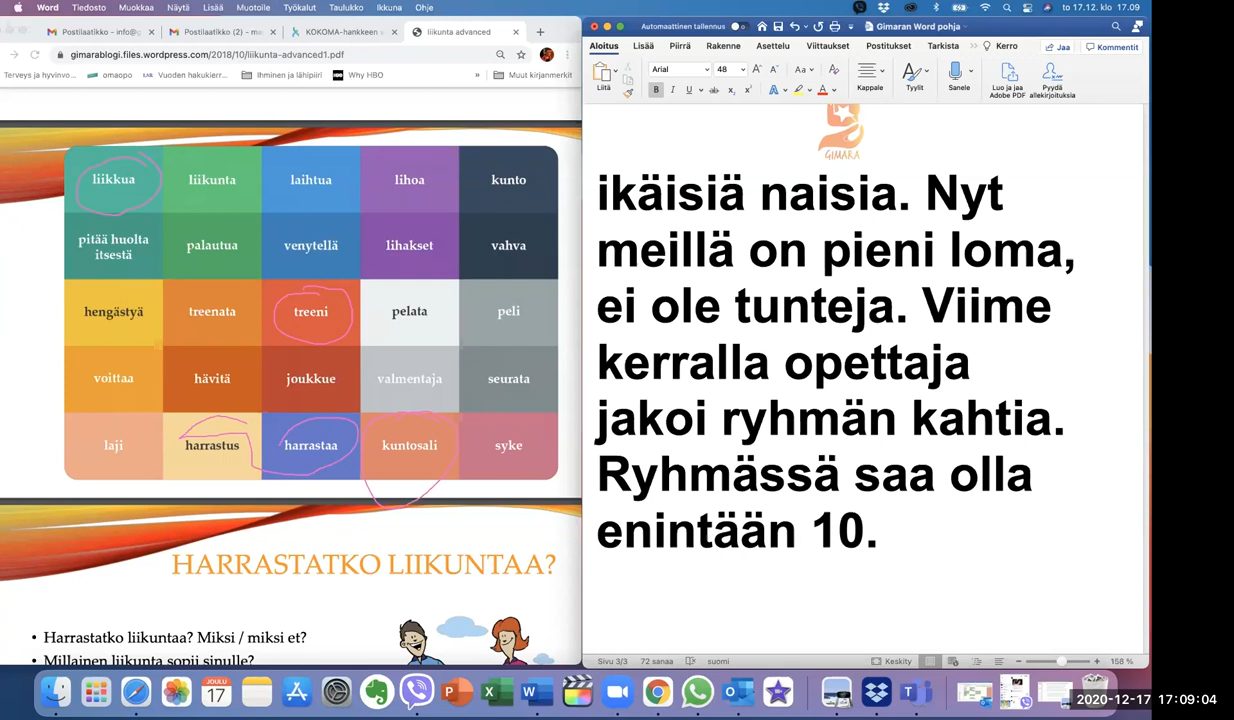 Word Tiedosto Muokkaa Näytä Lisää Muotoile Työkalut Taulukko Ikkuna Ohje to 17.12. klo 17.09
Postilaatikko – info@g Postilaatikko (2) – ma KOKOMA-hankkeen v liikunta advanced
gimarablogi.files.wordpress.com/2018/10/liikunta-advanced1.pdf
Terveys ja hyvinvo... omaopo Vuoden hakukierr... Ihminen ja lähipiiri Why HBO » Muut kirjanmerkit
liikkua liikunta laihtua lihoa kunto
pitää huolta itsestä palautua venytellä lihakset vahva
hengästyä treenata treeni pelata peli
voittaa hävitä joukkue valmentaja seurata
laji harrastus harrastaa kuntosali syke
HARRASTATKO LIIKUNTAA?
• Harrastatko liikuntaa? Miksi / miksi et?
• Millainen liikunta sopii sinulle?
Automaattinen tallennus Gimaran Word pohja
Aloitus Lisää Piirrä Rakenne Asettelu Viittaukset Postitukset Tarkista » Kerro Jaa Kommentit
Liitä Arial 48 Kappale Tyylit Sanele Luo ja jaa Adobe PDF Pyydä allekirjoituksia
GIMARA
ikäisiä naisia. Nyt
meillä on pieni loma,
ei ole tunteja. Viime
kerralla opettaja
jakoi ryhmän kahtia.
Ryhmässä saa olla
enintään 10.
Sivu 3/3 72 sanaa suomi Keskity 158 %
JOULU
17
2020-12-17 17:09:04